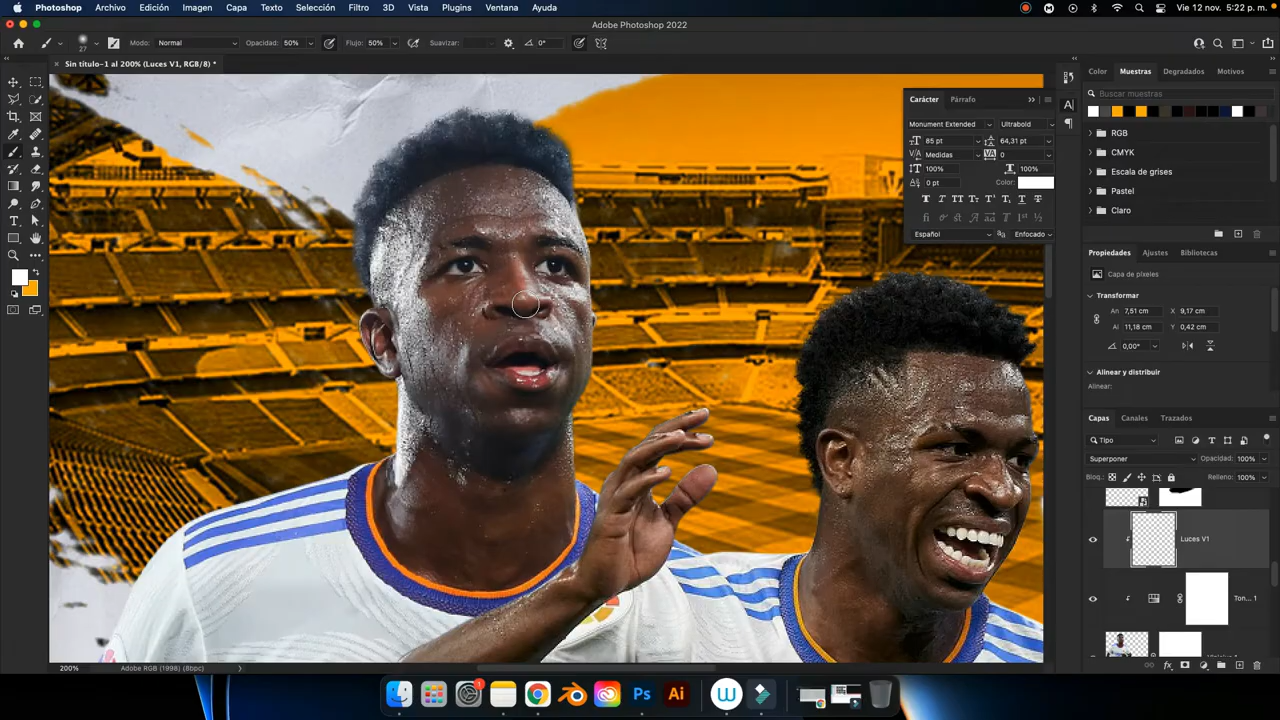 Photoshop Archivo Edición Imagen Capa Texto Selección Filtro 3D Vista Plugins Ventana Ayuda Vie 12 nov. 5:22 p. m.
Adobe Photoshop 2022
Modo: Normal Opacidad: 50% Flujo: 50% Suavizar: 0°
Sin título-1 al 200% (Luces V1, RGB/8) *
Color Muestras Degradados Motivos
Buscar muestras
RGB
CMYK
Escala de grises
Pastel
Claro
Carácter Párrafo
Monument Extended Ultrabold
85 pt 64,31 pt
Medidas 0
100% 100%
0 pt Color:
Español Enfocado
Propiedades Ajustes Bibliotecas
Capa de píxeles
Transformar
An 7,51 cm X 9,17 cm
Al 11,18 cm Y 0,42 cm
0,00°
Alinear y distribuir
Alinear:
Capas Canales Trazados
Tipo
Superponer Opacidad: 100%
Bloq.: Relleno: 100%
Luces V1
Ton... 1
200% Adobe RGB (1998) (8bpc)
1
Ps
Ai